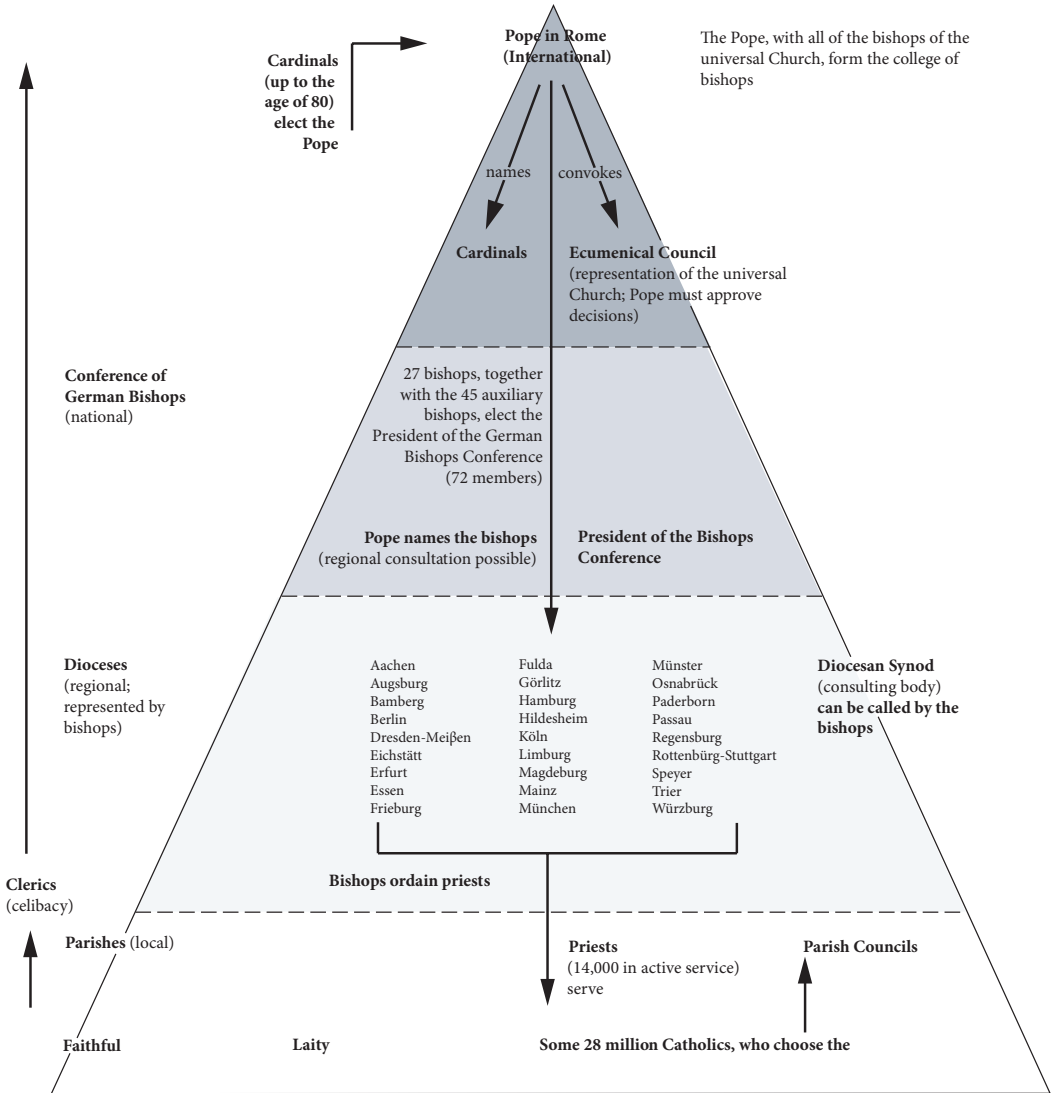 Pope in Rome
(International)
Cardinals
(up to the
age of 80)
elect the
Pope
The Pope, with all of the bishops of the
universal Church, form the college of
bishops
names
convokes
Cardinals
Ecumenical Council
(representation of the universal
Church; Pope must approve
decisions)
Conference of
German Bishops
(national)
27 bishops, together
with the 45 auxiliary
bishops, elect the
President of the German
Bishops Conference
(72 members)
Pope names the bishops
(regional consultation possible)
President of the Bishops
Conference
Dioceses
(regional;
represented by
bishops)
Aachen
Augsburg
Bamberg
Berlin
Dresden-Meiβen
Eichstätt
Erfurt
Essen
Frieburg
Fulda
Görlitz
Hamburg
Hildesheim
Köln
Limburg
Magdeburg
Mainz
München
Münster
Osnabrück
Paderborn
Passau
Regensburg
Rottenbürg-Stuttgart
Speyer
Trier
Würzburg
Diocesan Synod
(consulting body)
can be called by the
bishops
Bishops ordain priests
Clerics
(celibacy)
Parishes (local)
Priests
(14,000 in active service)
serve
Parish Councils
Faithful
Laity
Some 28 million Catholics, who choose the